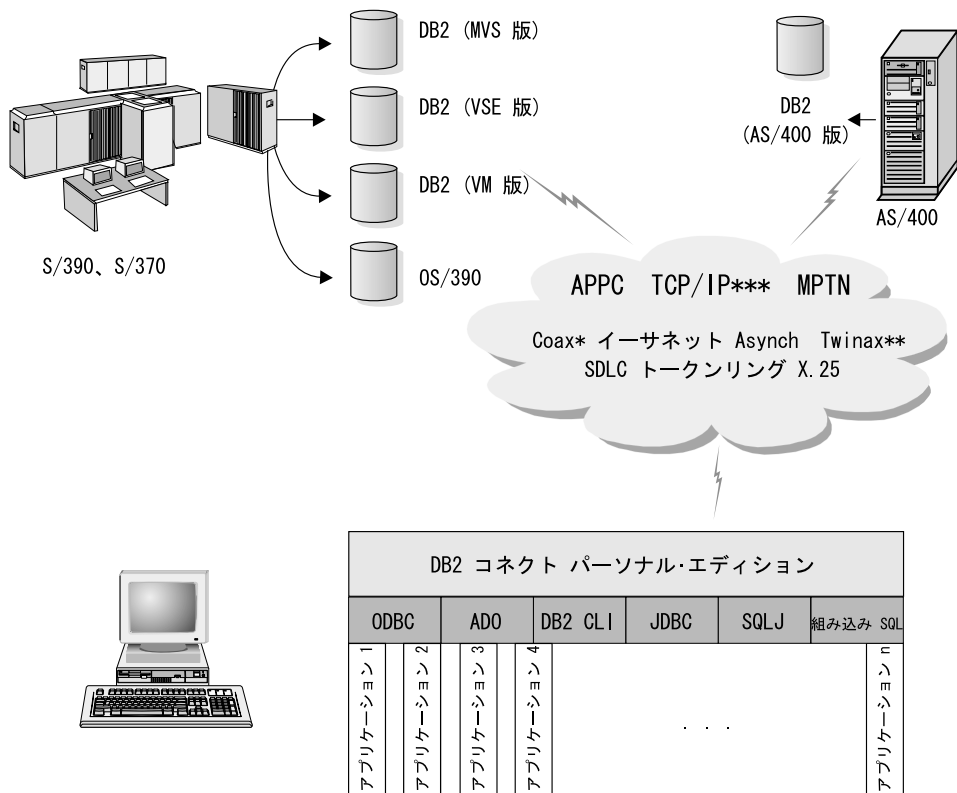 DB2 (MVS 版)
DB2 (VSE 版)
DB2 (VM 版)
OS/390
S/390、S/370
DB2
(AS/400 版)
AS/400
APPC TCP/IP*** MPTN
Coax* イーサネット Asynch Twinax**
SDLC トークンリング X.25
DB2 コネクト パーソナル・エディション
ODBC
ADO
DB2 CLI
JDBC
SQLJ
組み込み SQL
アプリケーション 1
アプリケーション 2
アプリケーション 3
アプリケーション 4
. . .
アプリケーション n